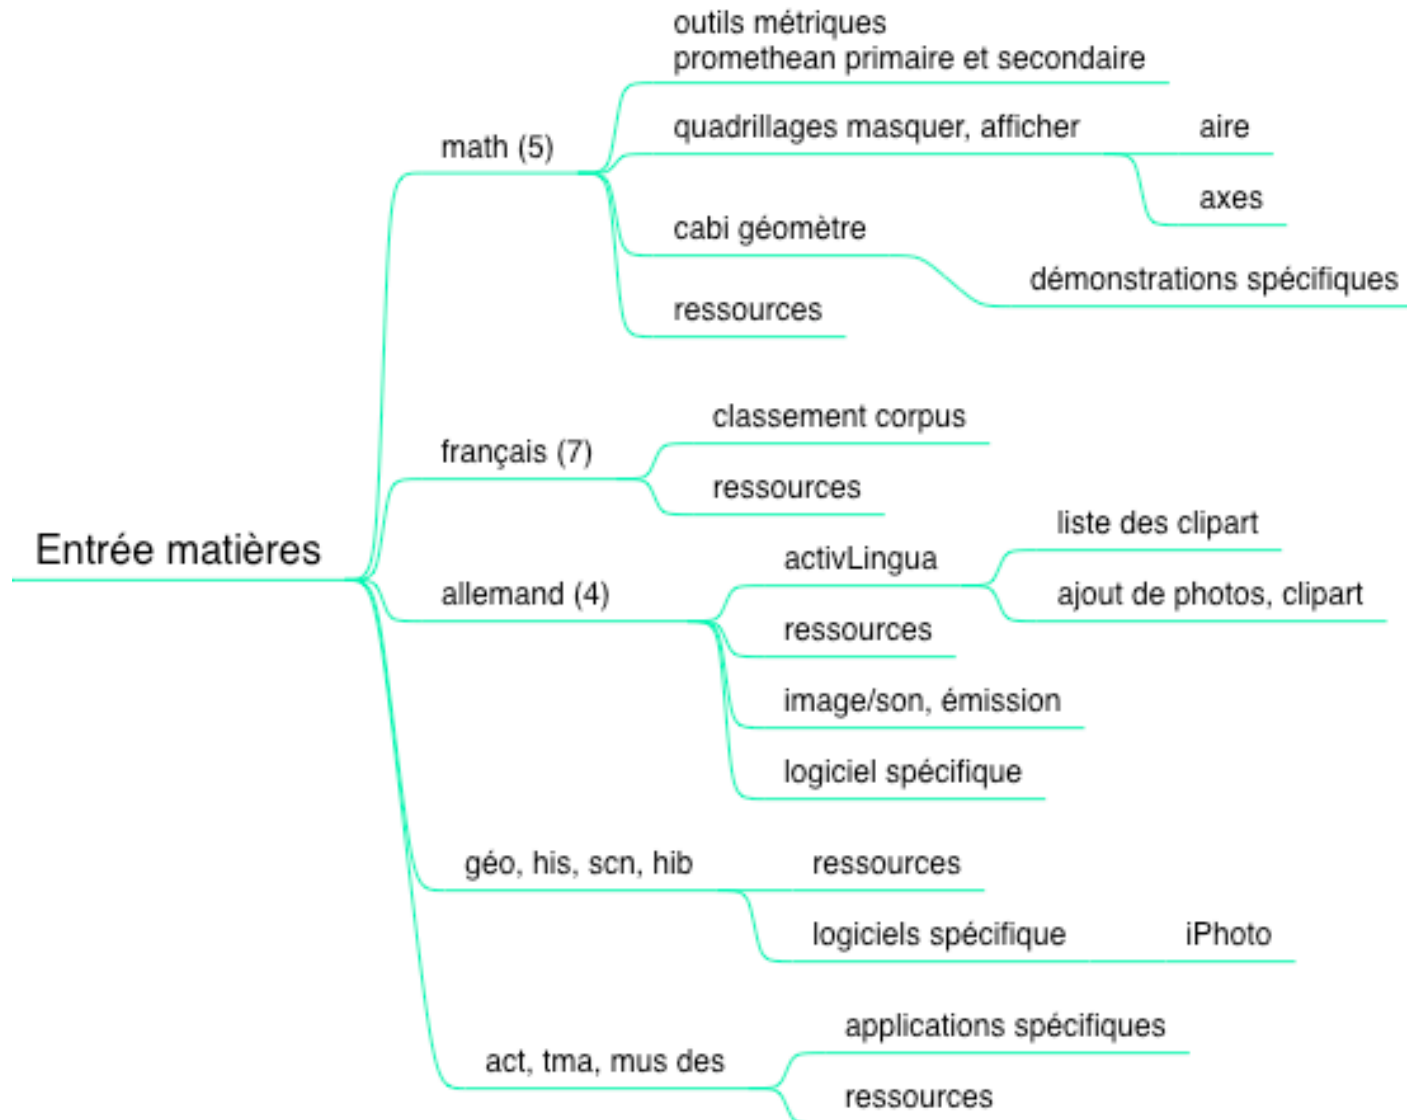 Entrée matières
math (5)
outils métriques
promethean primaire et secondaire
quadrillages masquer, afficher
aire
axes
cabi géomètre
démonstrations spécifiques
ressources
français (7)
classement corpus
ressources
allemand (4)
activLingua
liste des clipart
ajout de photos, clipart
ressources
image/son, émission
logiciel spécifique
géo, his, scn, hib
ressources
logiciels spécifique
iPhoto
act, tma, mus des
applications spécifiques
ressources